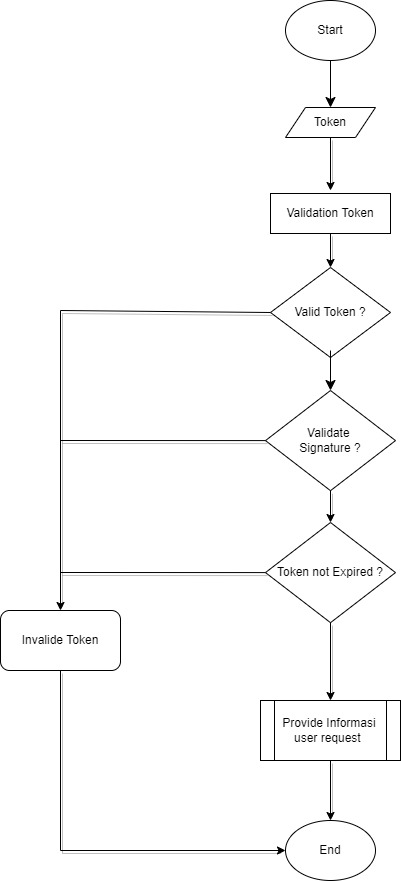 Start
Token
Validation Token
Valid Token ?
Validate
Signature ?
Token not Expired ?
Invalide Token
Provide Informasi
user request
End